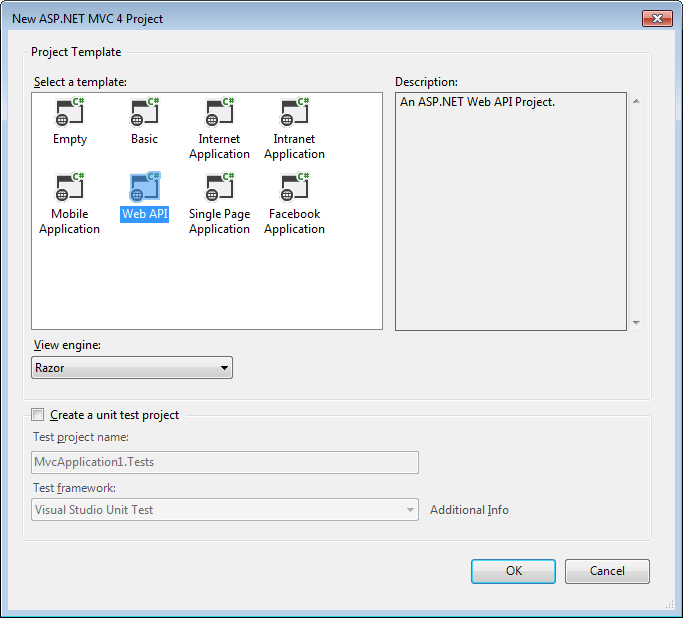 New ASP.NET MVC 4 Project
Project Template
Select a template:
Description:
C# C# C# C#
Empty Basic Internet Application Intranet Application
C# C# C# C#
Mobile Application Web API Single Page Application Facebook Application
An ASP.NET Web API Project.
View engine:
Razor
Create a unit test project
Test project name:
MvcApplication1.Tests
Test framework:
Visual Studio Unit Test
Additional Info
OK
Cancel